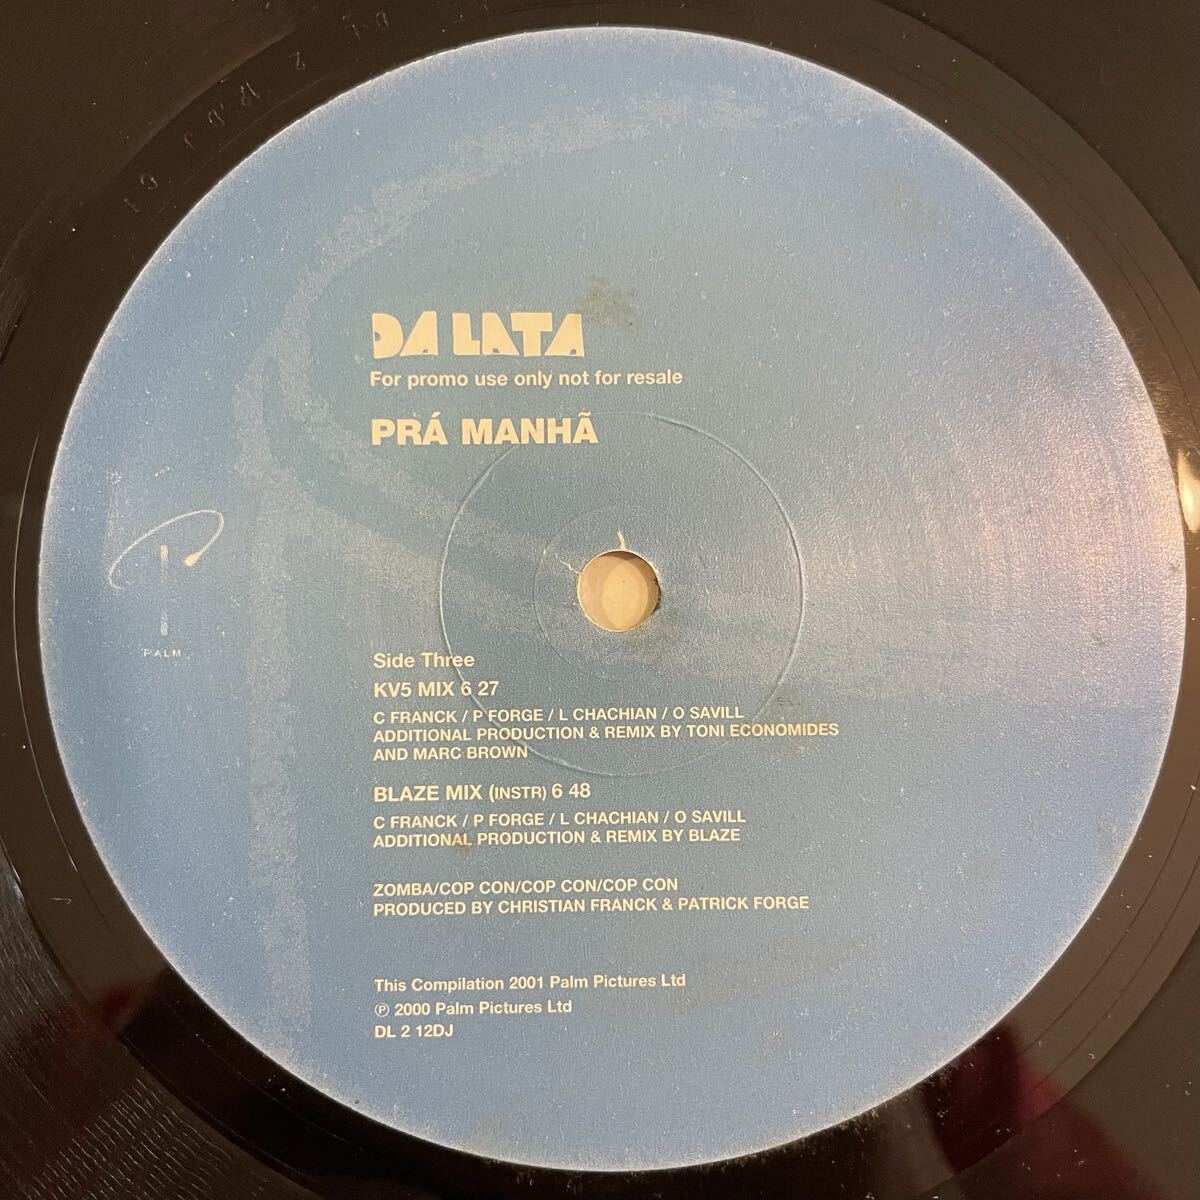 DA LATA
For promo use only not for resale
PRÁ MANHÃ
PALM
Side Three
KV5 MIX 6 27
C FRANCK / P FORGE / L CHACHIAN / O SAVILL
ADDITIONAL PRODUCTION & REMIX BY TONI ECONOMIDES
AND MARC BROWN
BLAZE MIX (INSTR) 6 48
C FRANCK / P FORGE / L CHACHIAN / O SAVILL
ADDITIONAL PRODUCTION & REMIX BY BLAZE
ZOMBA/COP CON/COP CON/COP CON
PRODUCED BY CHRISTIAN FRANCK & PATRICK FORGE
This Compilation 2001 Palm Pictures Ltd
℗ 2000 Palm Pictures Ltd
DL 2 12DJ